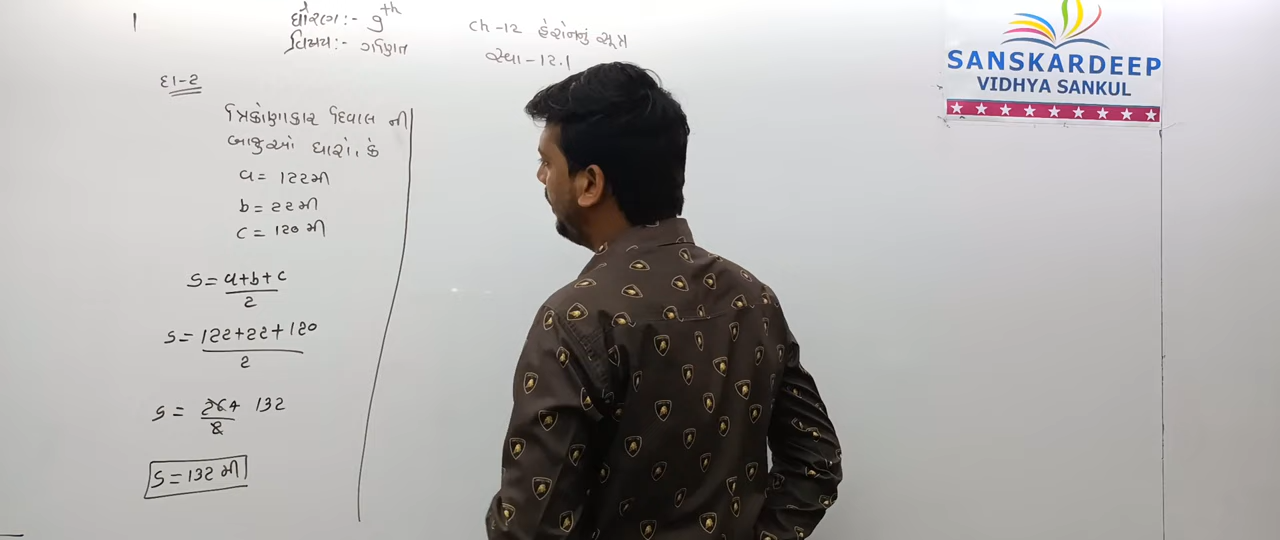 ધોરણ:- 9th
વિષય:- ગણિત
Ch-12 હેરોનનું સૂત્ર
સ્વા-12.1
દા-2
ત્રિકોણાકાર દિવાલ ની
બાજુઓ ધારો કે
a = 122મી
b = 22મી
c = 120 મી
S = a+b+c
2
S = 122+22+120
2
S = 264 132
2
S = 132 મી
SANSKARDEEP
VIDHYA SANKUL